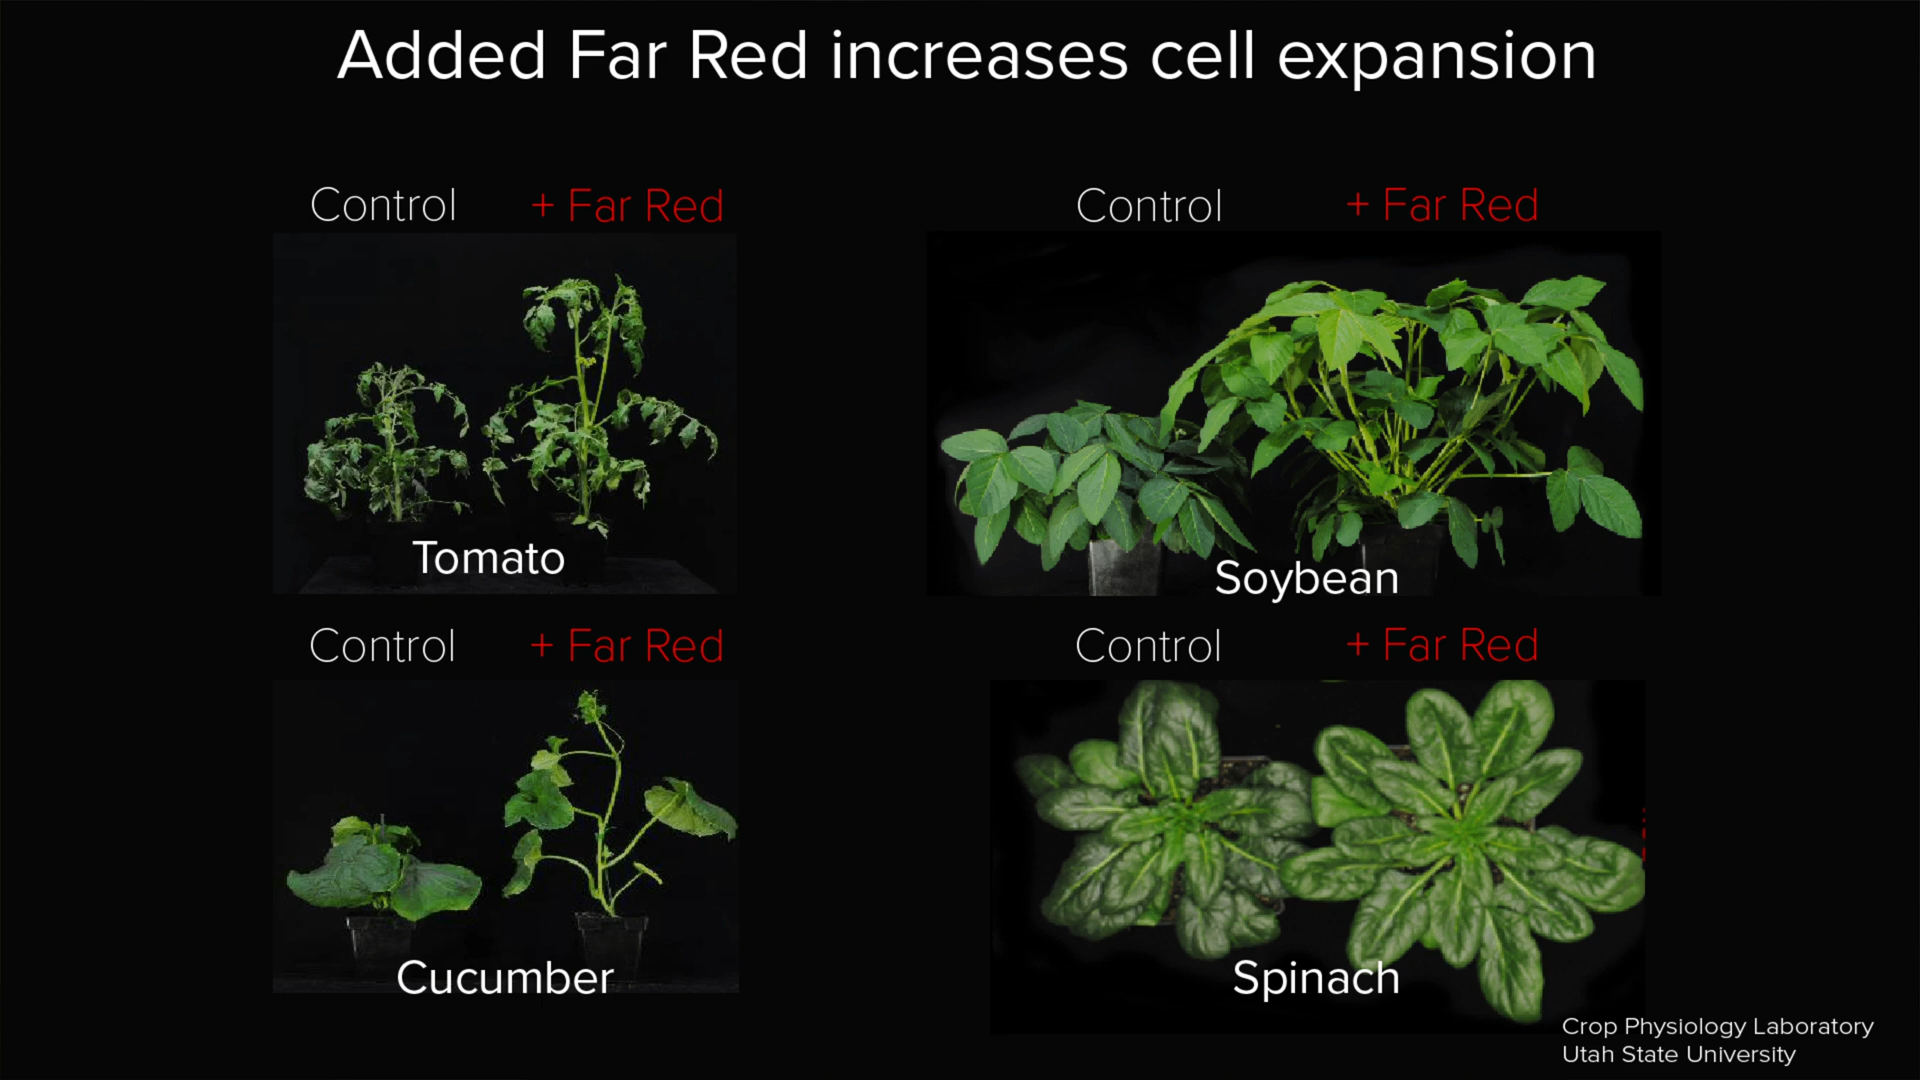 Added Far Red increases cell expansion
Control + Far Red
Control + Far Red
Tomato
Soybean
Control + Far Red
Control + Far Red
Cucumber
Spinach
Crop Physiology Laboratory
Utah State University